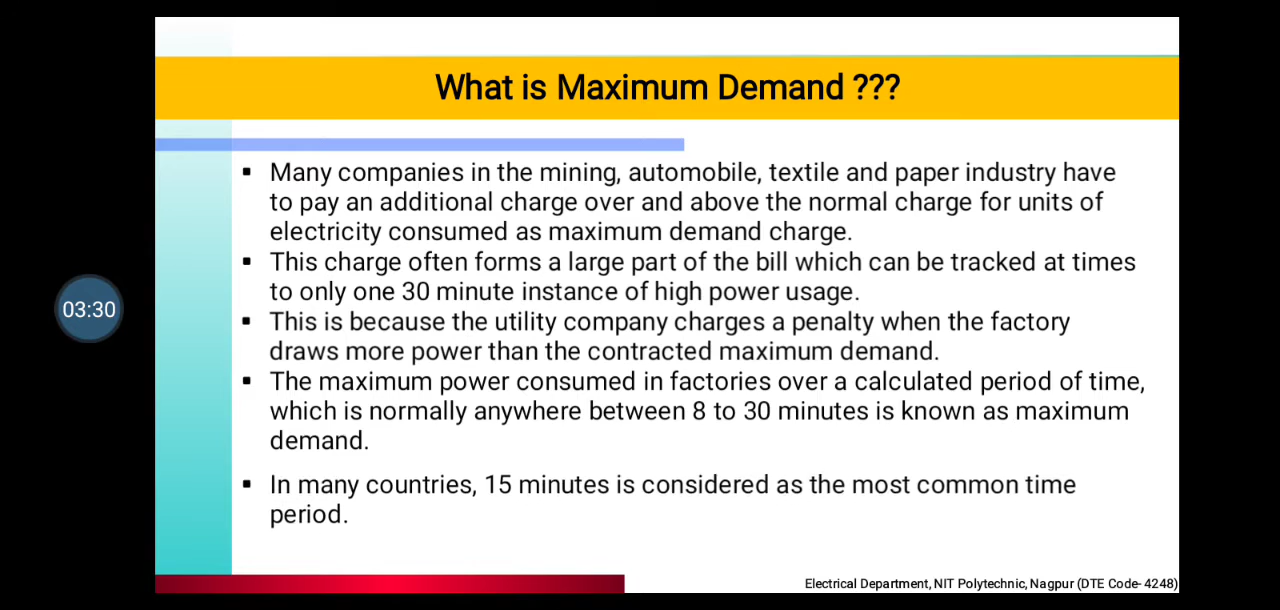 What is Maximum Demand ???
▪ Many companies in the mining, automobile, textile and paper industry have
to pay an additional charge over and above the normal charge for units of
electricity consumed as maximum demand charge.
▪ This charge often forms a large part of the bill which can be tracked at times
to only one 30 minute instance of high power usage.
▪ This is because the utility company charges a penalty when the factory
draws more power than the contracted maximum demand.
▪ The maximum power consumed in factories over a calculated period of time,
which is normally anywhere between 8 to 30 minutes is known as maximum
demand.
▪ In many countries, 15 minutes is considered as the most common time
period.
03:30
Electrical Department, NIT Polytechnic, Nagpur (DTE Code- 4248)